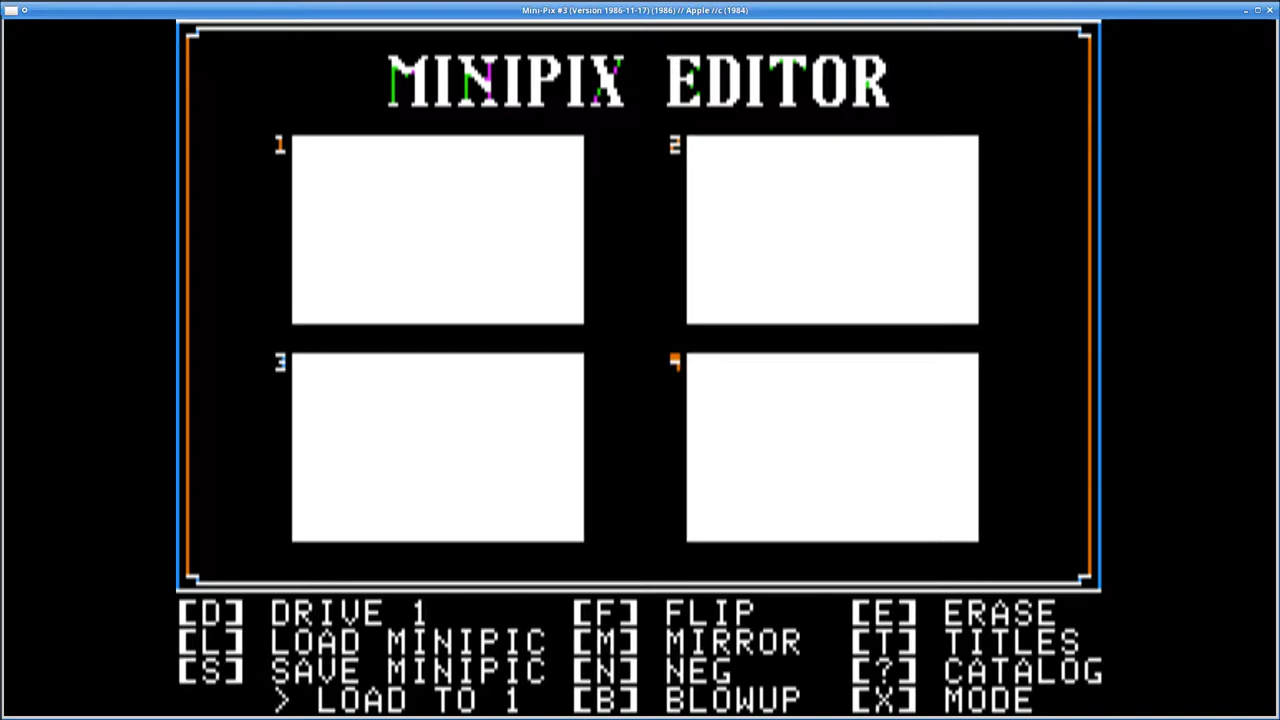 Mini-Pix #3 (Version 1986-11-17) (1986) // Apple //c (1984)
MINIPIX EDITOR
1 2
3 4
[D] DRIVE 1 [F] FLIP [E] ERASE
[L] LOAD MINIPIC [M] MIRROR [T] TITLES
[S] SAVE MINIPIC [N] NEG [?] CATALOG
> LOAD TO 1 [B] BLOWUP [X] MODE